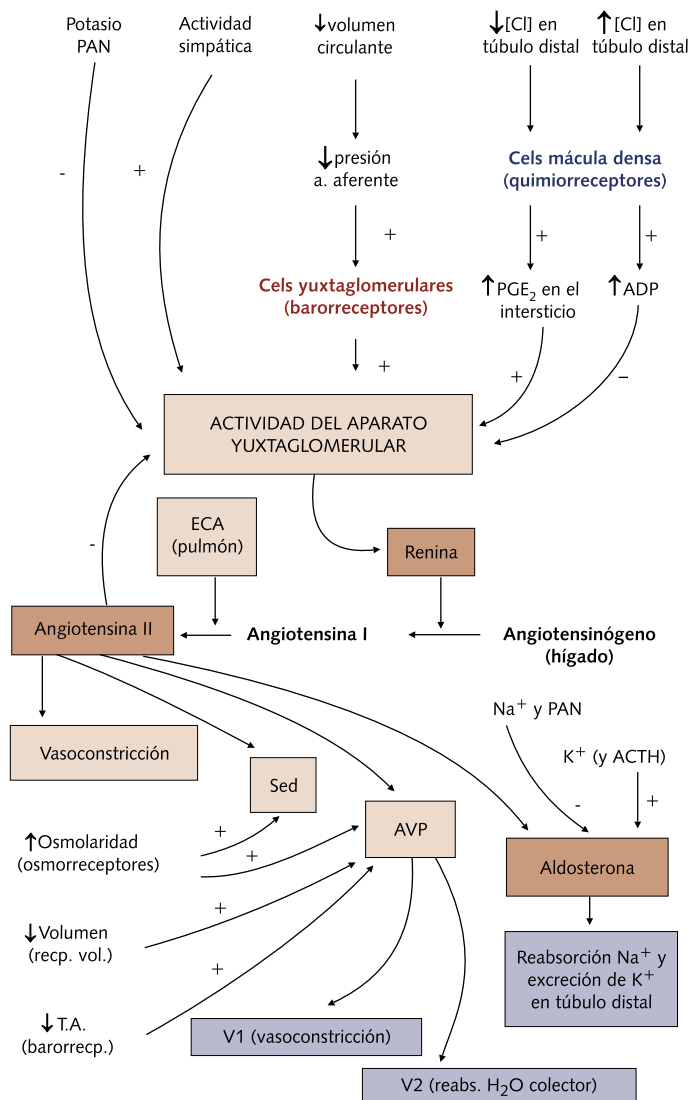 Potasio
PAN
Actividad
simpática
↓volumen
circulante
↓[Cl] en
túbulo distal
↑[Cl] en
túbulo distal
-
+
↓presión
a. aferente
Cels mácula densa
(quimiorreceptores)
+
+
+
Cels yuxtaglomerulares
(barorreceptores)
↑PGE₂ en el
intersticio
↑ADP
+
+
–
ACTIVIDAD DEL APARATO
YUXTAGLOMERULAR
-
ECA
(pulmón)
Renina
Angiotensina II
Angiotensina I
Angiotensinógeno
(hígado)
Vasoconstricción
Sed
Na⁺ y PAN
K⁺ (y ACTH)
-
+
AVP
Aldosterona
↑Osmolaridad
(osmorreceptores)
+
+
↓Volumen
(recp. vol.)
+
↓T.A.
(barorrecp.)
+
Reabsorción Na⁺ y
excreción de K⁺
en túbulo distal
V1 (vasoconstricción)
V2 (reabs. H₂O colector)